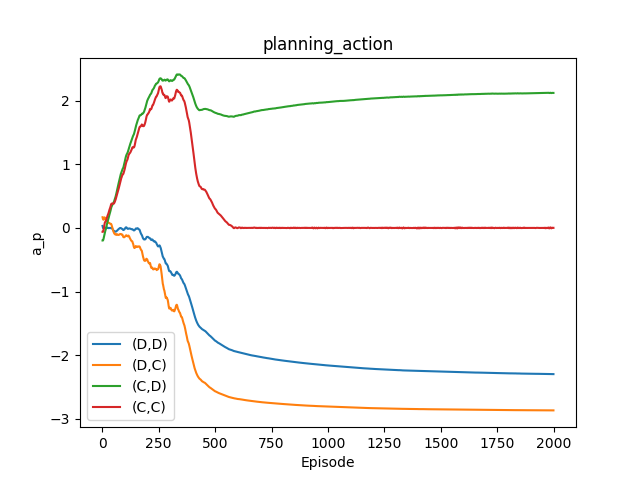 planning_action
a_p
2
1
0
−1
−2
−3
(D,D)
(D,C)
(C,D)
(C,C)
0 250 500 750 1000 1250 1500 1750 2000
Episode